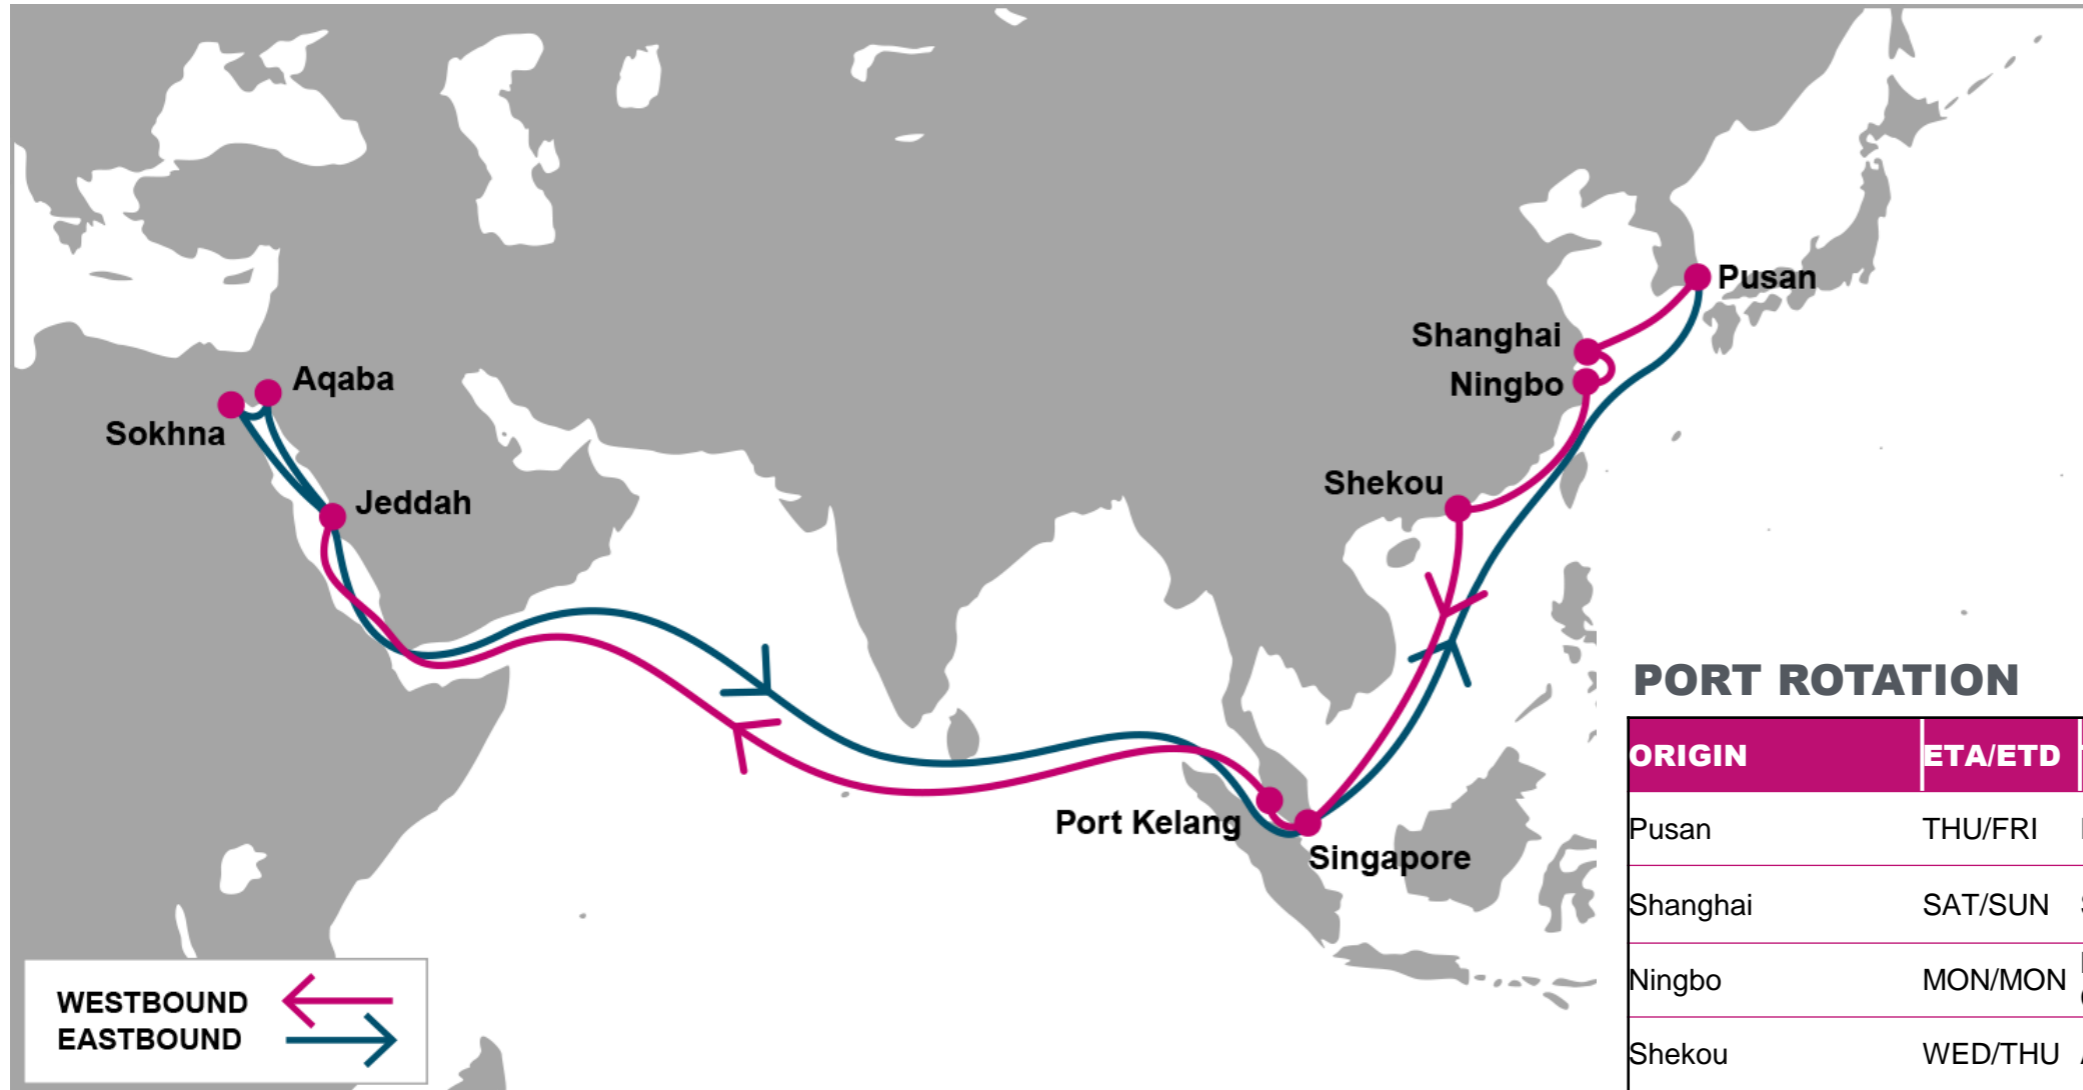 Pusan
Shanghai
Ningbo
Aqaba
Sokhna
Shekou
Jeddah
Port Kelang
Singapore
WESTBOUND
EASTBOUND
PORT ROTATION
ORIGIN ETA/ETD
Pusan THU/FRI
Shanghai SAT/SUN
Ningbo MON/MON
Shekou WED/THU